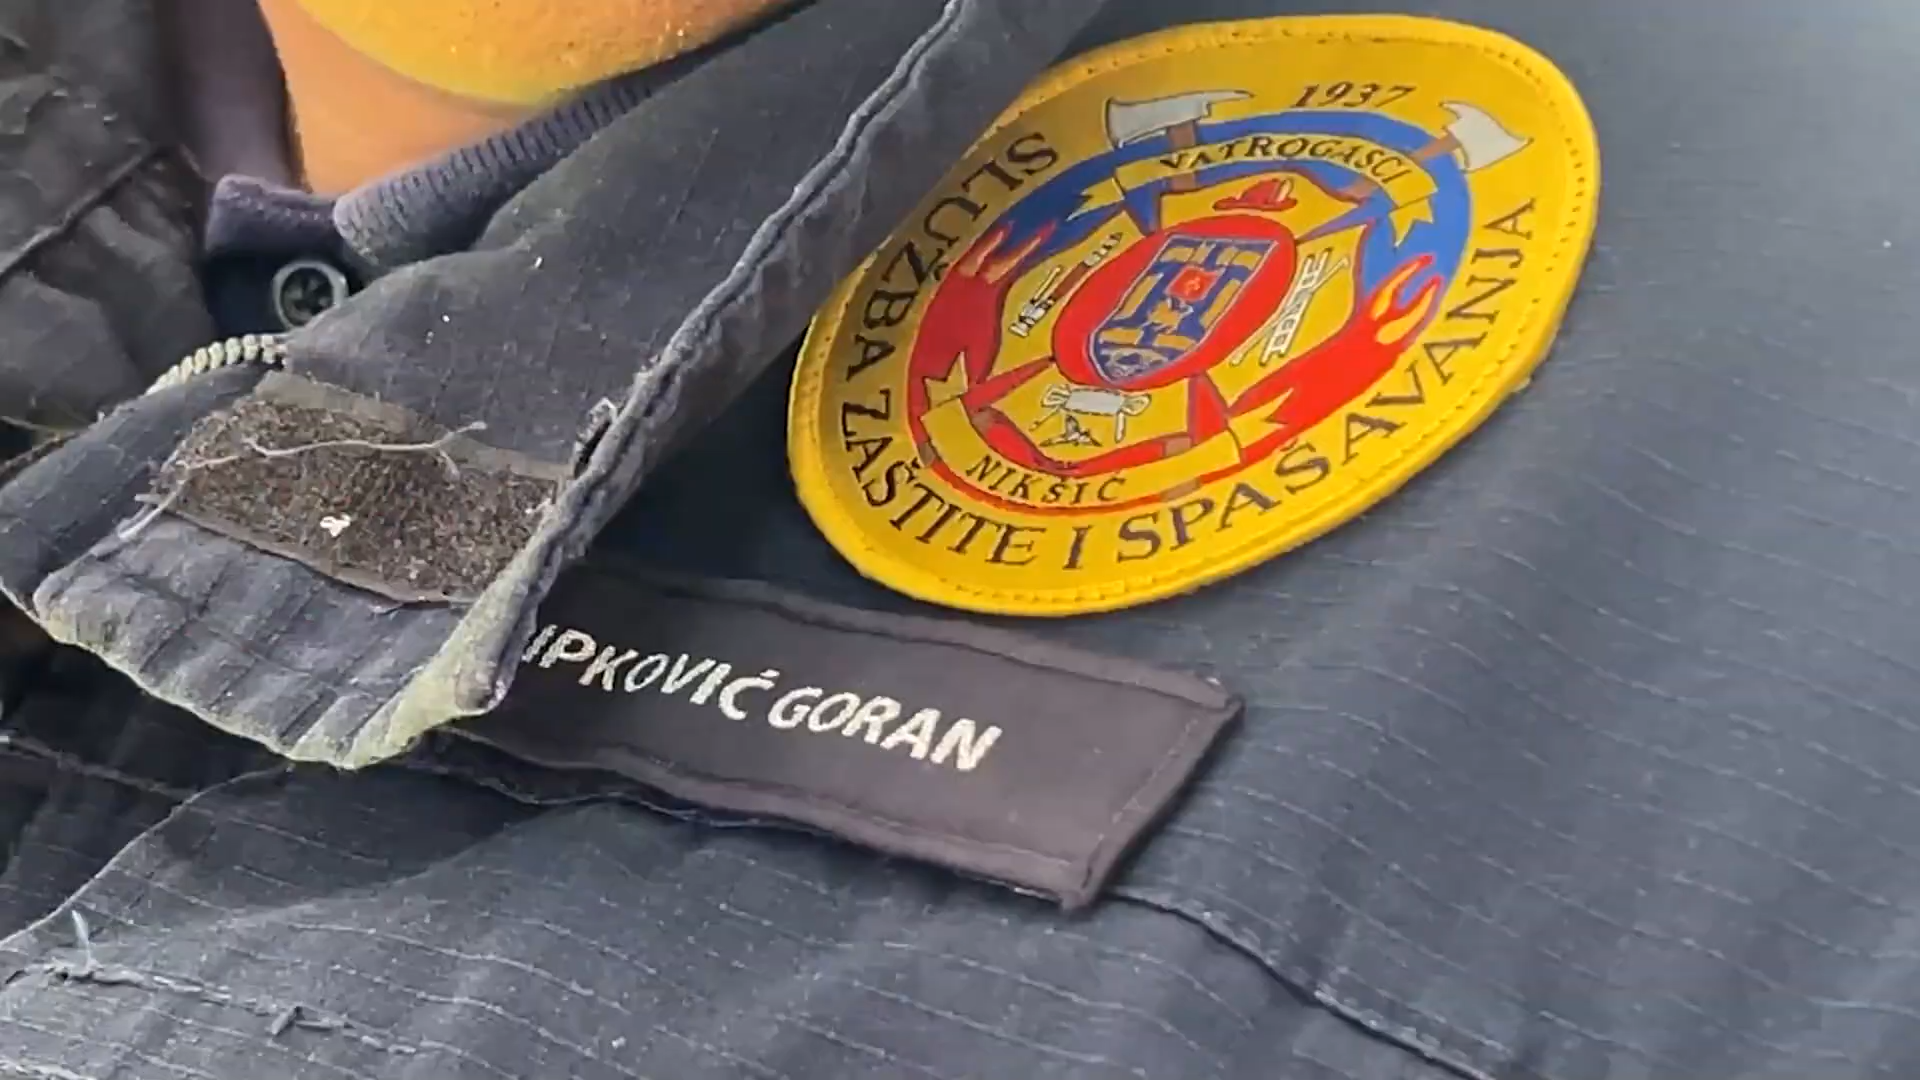 1937
VATROGASCI
SLUŽBA ZAŠTITE I SPAŠAVANJA
NIKŠIĆ
IPKOVIĆ GORAN